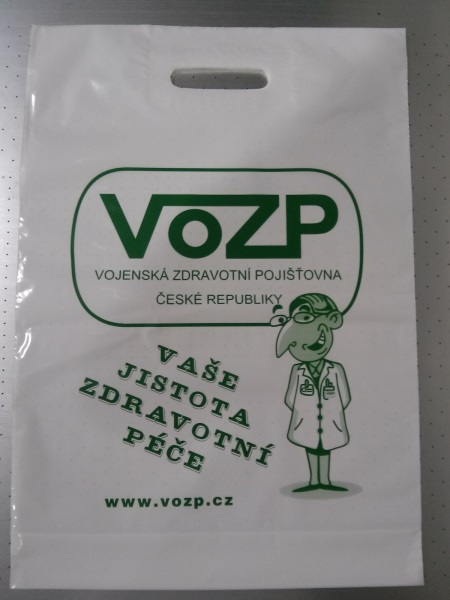 VoZP
VOJENSKÁ ZDRAVOTNÍ POJIŠŤOVNA
ČESKÉ REPUBLIKY
VAŠE
JISTOTA
ZDRAVOTNÍ
PÉČE
www.vozp.cz